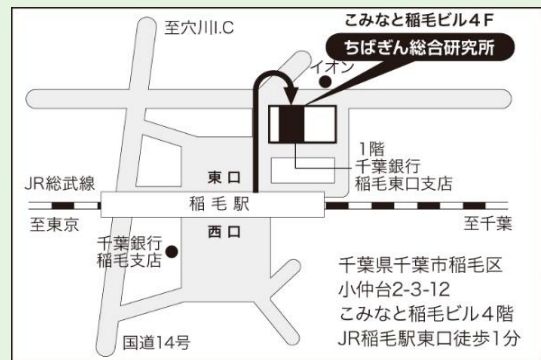 こみなと稲毛ビル4F
ちばぎん総合研究所
至穴川I.C
イオン
1階
千葉銀行
稲毛東口支店
JR総武線
東口
稲毛駅
至東京
至千葉
西口
千葉銀行
稲毛支店
千葉県千葉市稲毛区
小仲台2-3-12
こみなと稲毛ビル4階
JR稲毛駅東口徒歩1分
国道14号